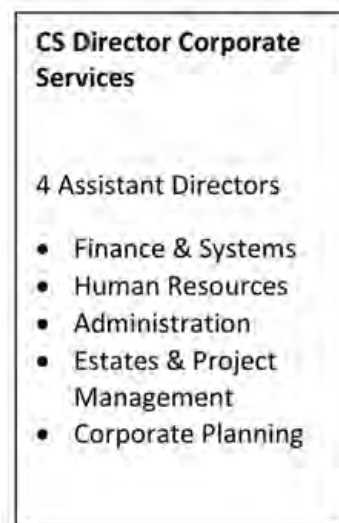 CS Director Corporate
Services
4 Assistant Directors
• Finance & Systems
• Human Resources
• Administration
• Estates & Project
Management
• Corporate Planning